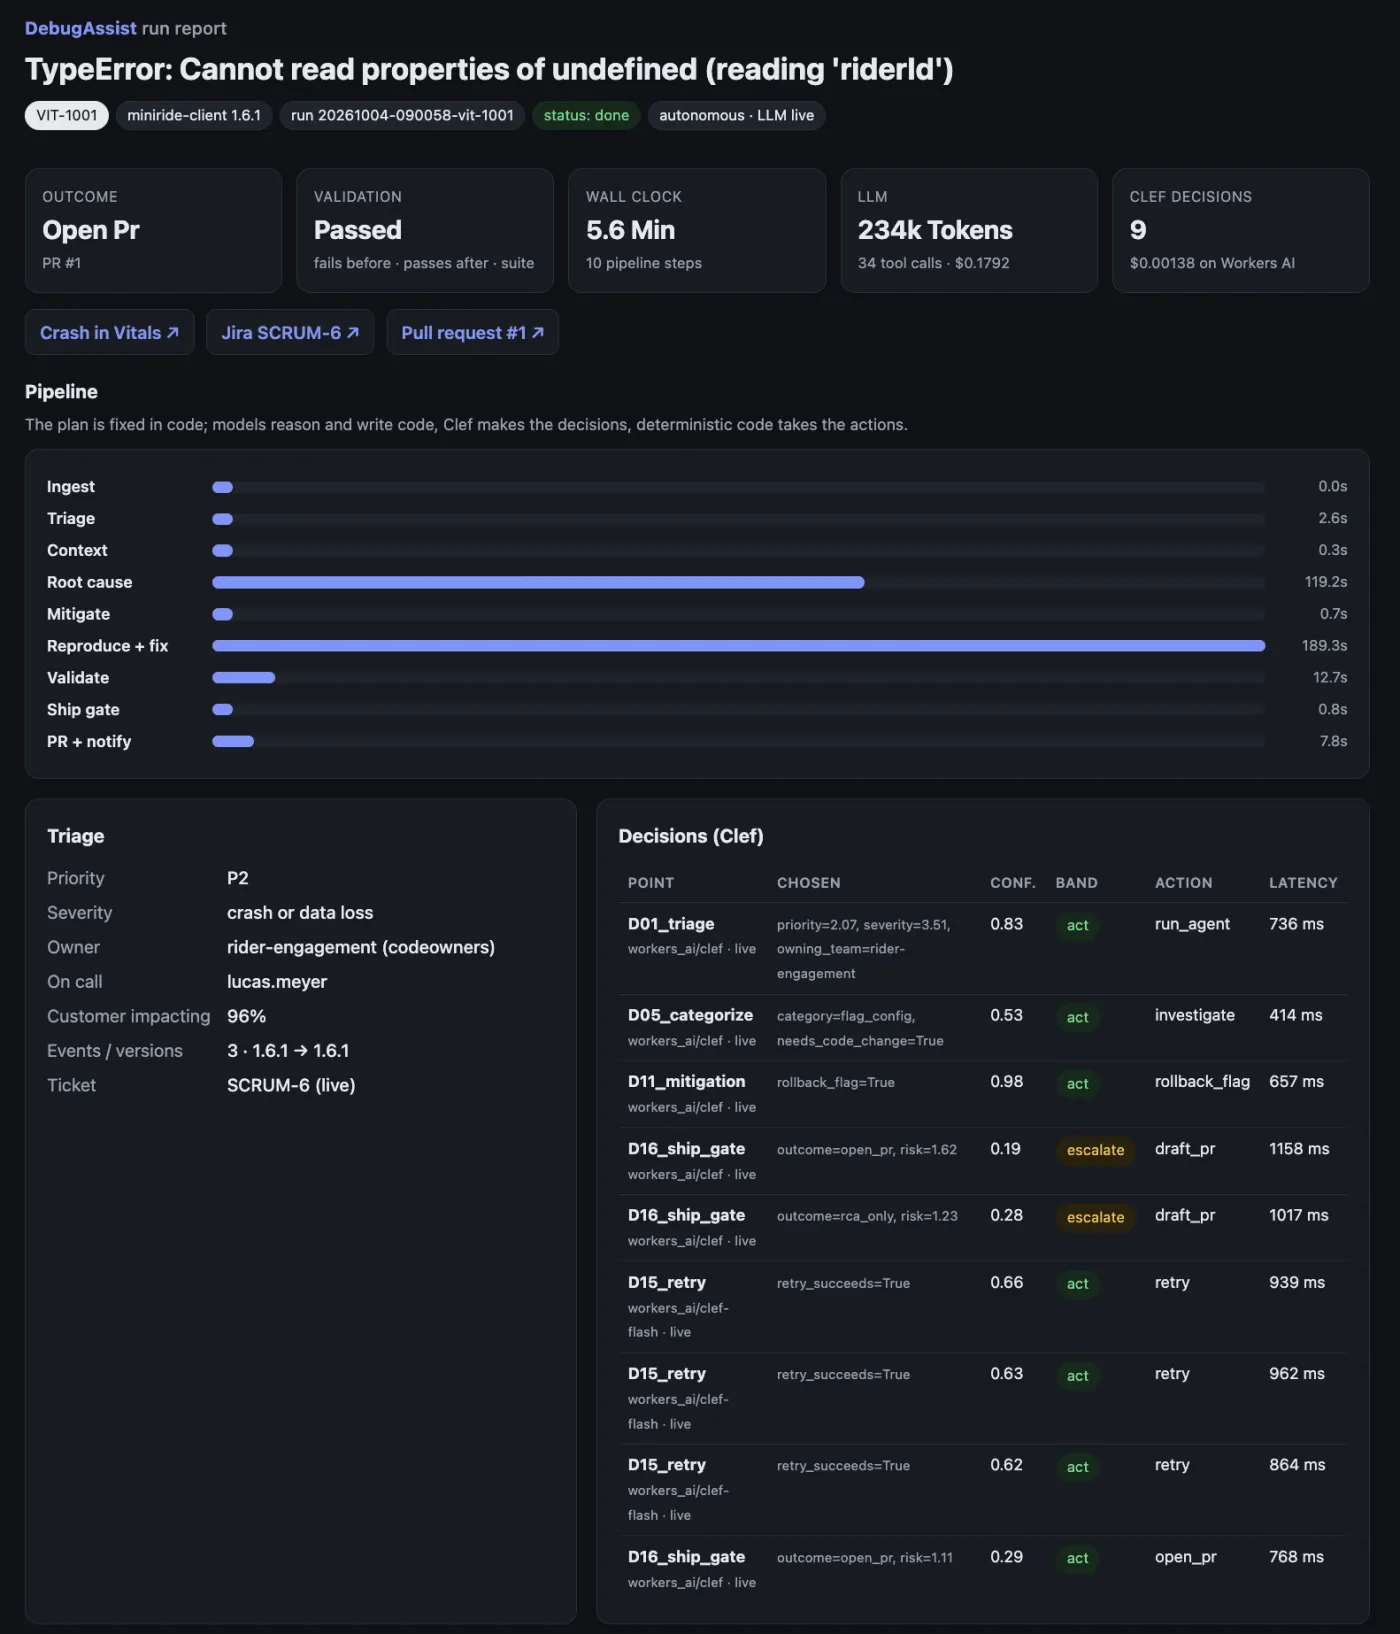 DebugAssist run report
TypeError: Cannot read properties of undefined (reading 'riderId')
VIT-1001 miniride-client 1.6.1 run 20261004-090058-vit-1001 status: done autonomous · LLM live
OUTCOME
Open Pr
PR #1
VALIDATION
Passed
fails before · passes after · suite
WALL CLOCK
5.6 Min
10 pipeline steps
LLM
234k Tokens
34 tool calls · $0.1792
CLEF DECISIONS
9
$0.00138 on Workers AI
Crash in Vitals ↗ Jira SCRUM-6 ↗ Pull request #1 ↗
Pipeline
The plan is fixed in code; models reason and write code, Clef makes the decisions, deterministic code takes the actions.
Ingest 0.0s
Triage 2.6s
Context 0.3s
Root cause 119.2s
Mitigate 0.7s
Reproduce + fix 189.3s
Validate 12.7s
Ship gate 0.8s
PR + notify 7.8s
Triage
Priority P2
Severity crash or data loss
Owner rider-engagement (codeowners)
On call lucas.meyer
Customer impacting 96%
Events / versions 3 · 1.6.1 → 1.6.1
Ticket SCRUM-6 (live)
Decisions (Clef)
POINT CHOSEN CONF. BAND ACTION LATENCY
D01_triage priority=2.07, severity=3.51, 0.83 act run_agent 736 ms
workers_ai/clef · live owning_team=rider-
engagement
D05_categorize category=flag_config, 0.53 act investigate 414 ms
workers_ai/clef · live needs_code_change=True
D11_mitigation rollback_flag=True 0.98 act rollback_flag 657 ms
workers_ai/clef · live
D16_ship_gate outcome=open_pr, risk=1.62 0.19 escalate draft_pr 1158 ms
workers_ai/clef · live
D16_ship_gate outcome=rca_only, risk=1.23 0.28 escalate draft_pr 1017 ms
workers_ai/clef · live
D15_retry retry_succeeds=True 0.66 act retry 939 ms
workers_ai/clef-
flash · live
D15_retry retry_succeeds=True 0.63 act retry 962 ms
workers_ai/clef-
flash · live
D15_retry retry_succeeds=True 0.62 act retry 864 ms
workers_ai/clef-
flash · live
D16_ship_gate outcome=open_pr, risk=1.11 0.29 act open_pr 768 ms
workers_ai/clef · live